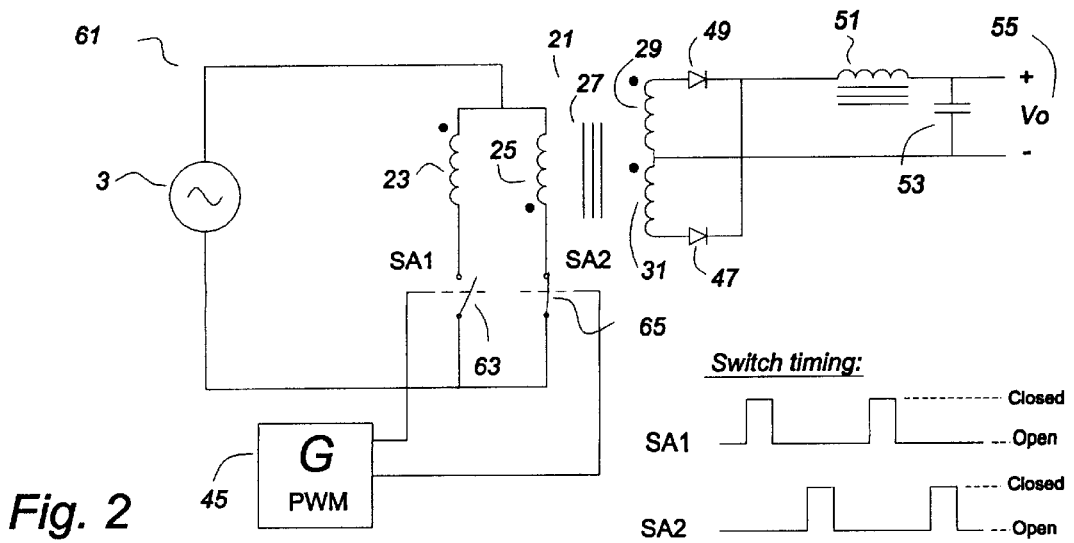 61
3
23
25
21
27
29
49
51
55
+
Vo
-
53
31
47
SA1
SA2
63
65
45
G
PWM
Fig. 2
Switch timing:
SA1
Closed
Open
SA2
Closed
Open